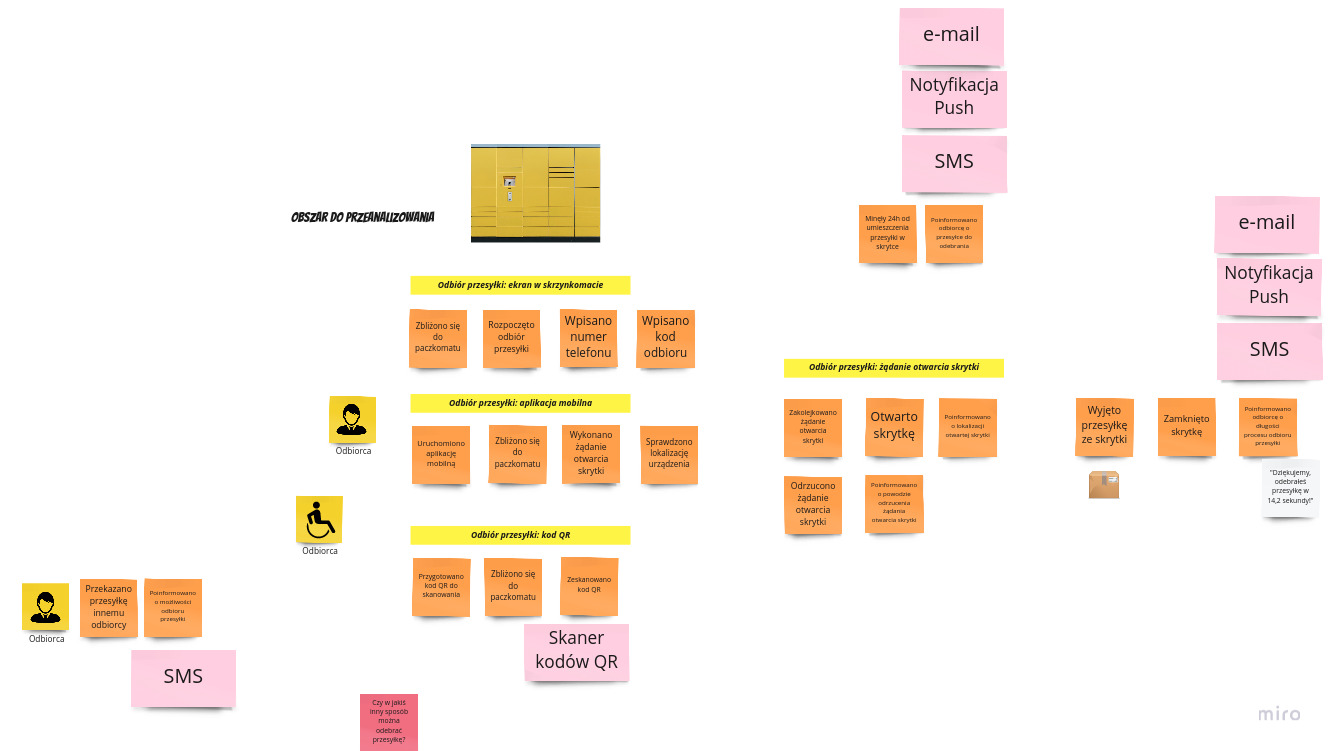 e-mail
Notyfikacja
Push
SMS
OBSZAR DO PRZEANALIZOWANIA
Minęły 24h od
umieszczenia
przesyłki w
skrytce
Poinformowano
odbiorcę o
przesyłce do
odebrania
e-mail
Notyfikacja
Push
SMS
Odbiór przesyłki: ekran w skrzynkomacie
Zbliżono się
do
paczkomatu
Rozpoczęto
odbiór
przesyłki
Wpisano
numer
telefonu
Wpisano
kod
odbioru
Odbiór przesyłki: żądanie otwarcia skrytki
Zakolejkowano
żądanie
otwarcia
skrytki
Otwarto
skrytkę
Poinformowano
o lokalizacji
otwartej skrytki
Wyjęto
przesyłkę
ze skrytki
Zamknięto
skrytkę
Poinformowano
odbiorcę o
długości
procesu odbioru
przesyłki
"Dziękujemy,
odebrałeś
przesyłkę w
14,2 sekundy!"
Odrzucono
żądanie
otwarcia
skrytki
Poinformowano
o powodzie
odrzucenia
żądania
otwarcia skrytki
Odbiór przesyłki: aplikacja mobilna
Odbiorca
Uruchomiono
aplikację
mobilną
Zbliżono się
do
paczkomatu
Wykonano
żądanie
otwarcia
skrytki
Sprawdzono
lokalizację
urządzenia
Odbiorca
Odbiór przesyłki: kod QR
Przygotowano
kod QR do
skanowania
Zbliżono się
do
paczkomatu
Zeskanowano
kod QR
Skaner
kodów QR
Odbiorca
Przekazano
przesyłkę
innemu
odbiorcy
Poinformowano
o możliwości
odbioru
przesyłki
SMS
Czy w jakiś
inny sposób
można
odebrać
przesyłkę?
miro